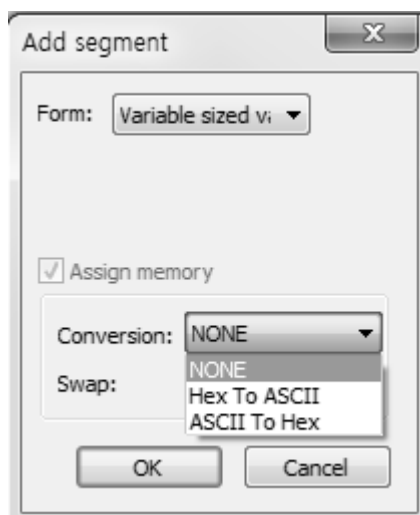 Add segment
Form: Variable sized va
Assign memory
Conversion: NONE
NONE
Hex To ASCII
Swap:
ASCII To Hex
OK Cancel